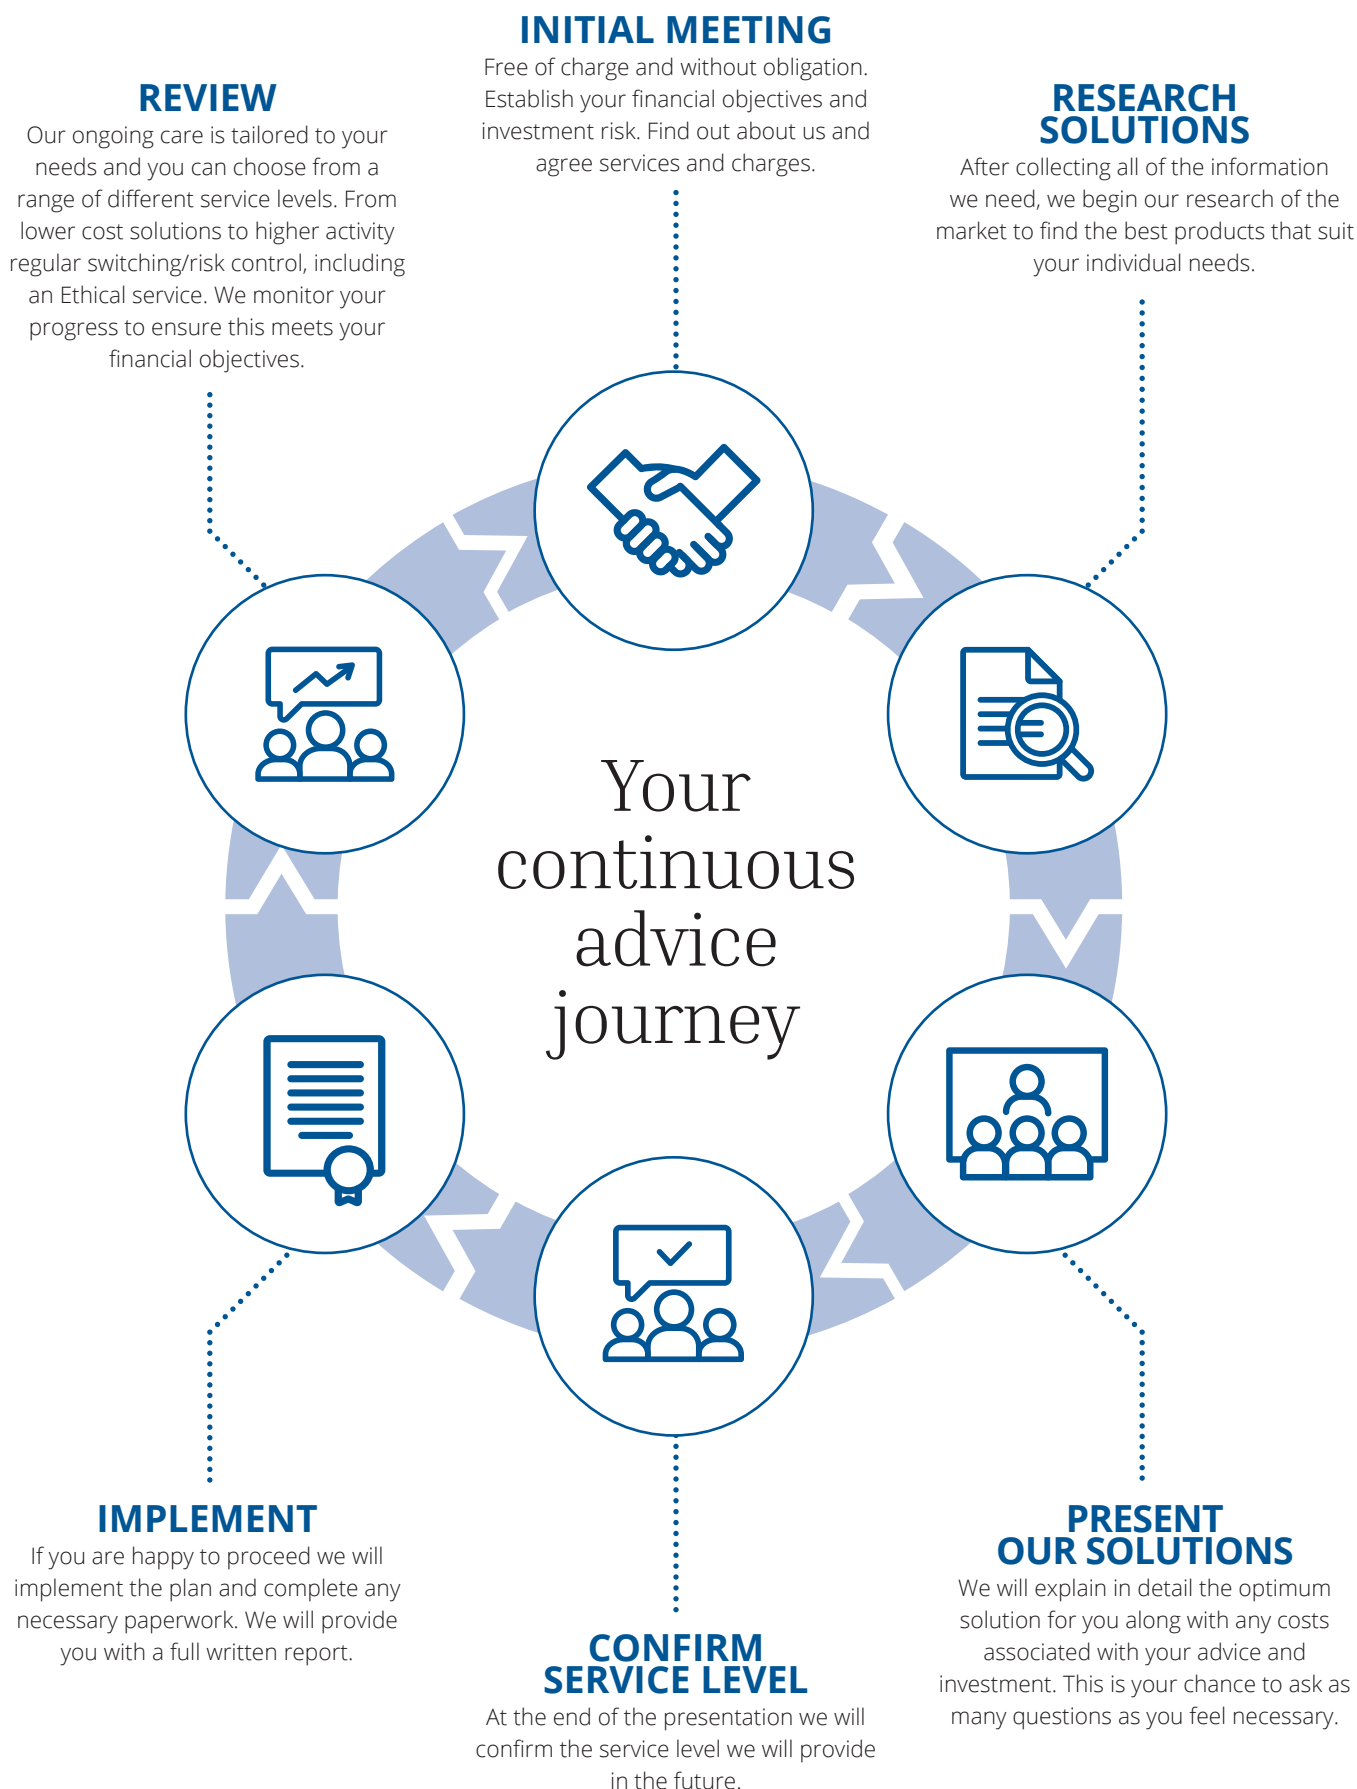 INITIAL MEETING
Free of charge and without obligation.
Establish your financial objectives and
investment risk. Find out about us and
agree services and charges.
RESEARCH
SOLUTIONS
After collecting all of the information
we need, we begin our research of the
market to find the best products that suit
your individual needs.
PRESENT
OUR SOLUTIONS
We will explain in detail the optimum
solution for you along with any costs
associated with your advice and
investment. This is your chance to ask as
many questions as you feel necessary.
CONFIRM
SERVICE LEVEL
At the end of the presentation we will
confirm the service level we will provide
in the future.
IMPLEMENT
If you are happy to proceed we will
implement the plan and complete any
necessary paperwork. We will provide
you with a full written report.
REVIEW
Our ongoing care is tailored to your
needs and you can choose from a
range of different service levels. From
lower cost solutions to higher activity
regular switching/risk control, including
an Ethical service. We monitor your
progress to ensure this meets your
financial objectives.
Your
continuous
advice
journey